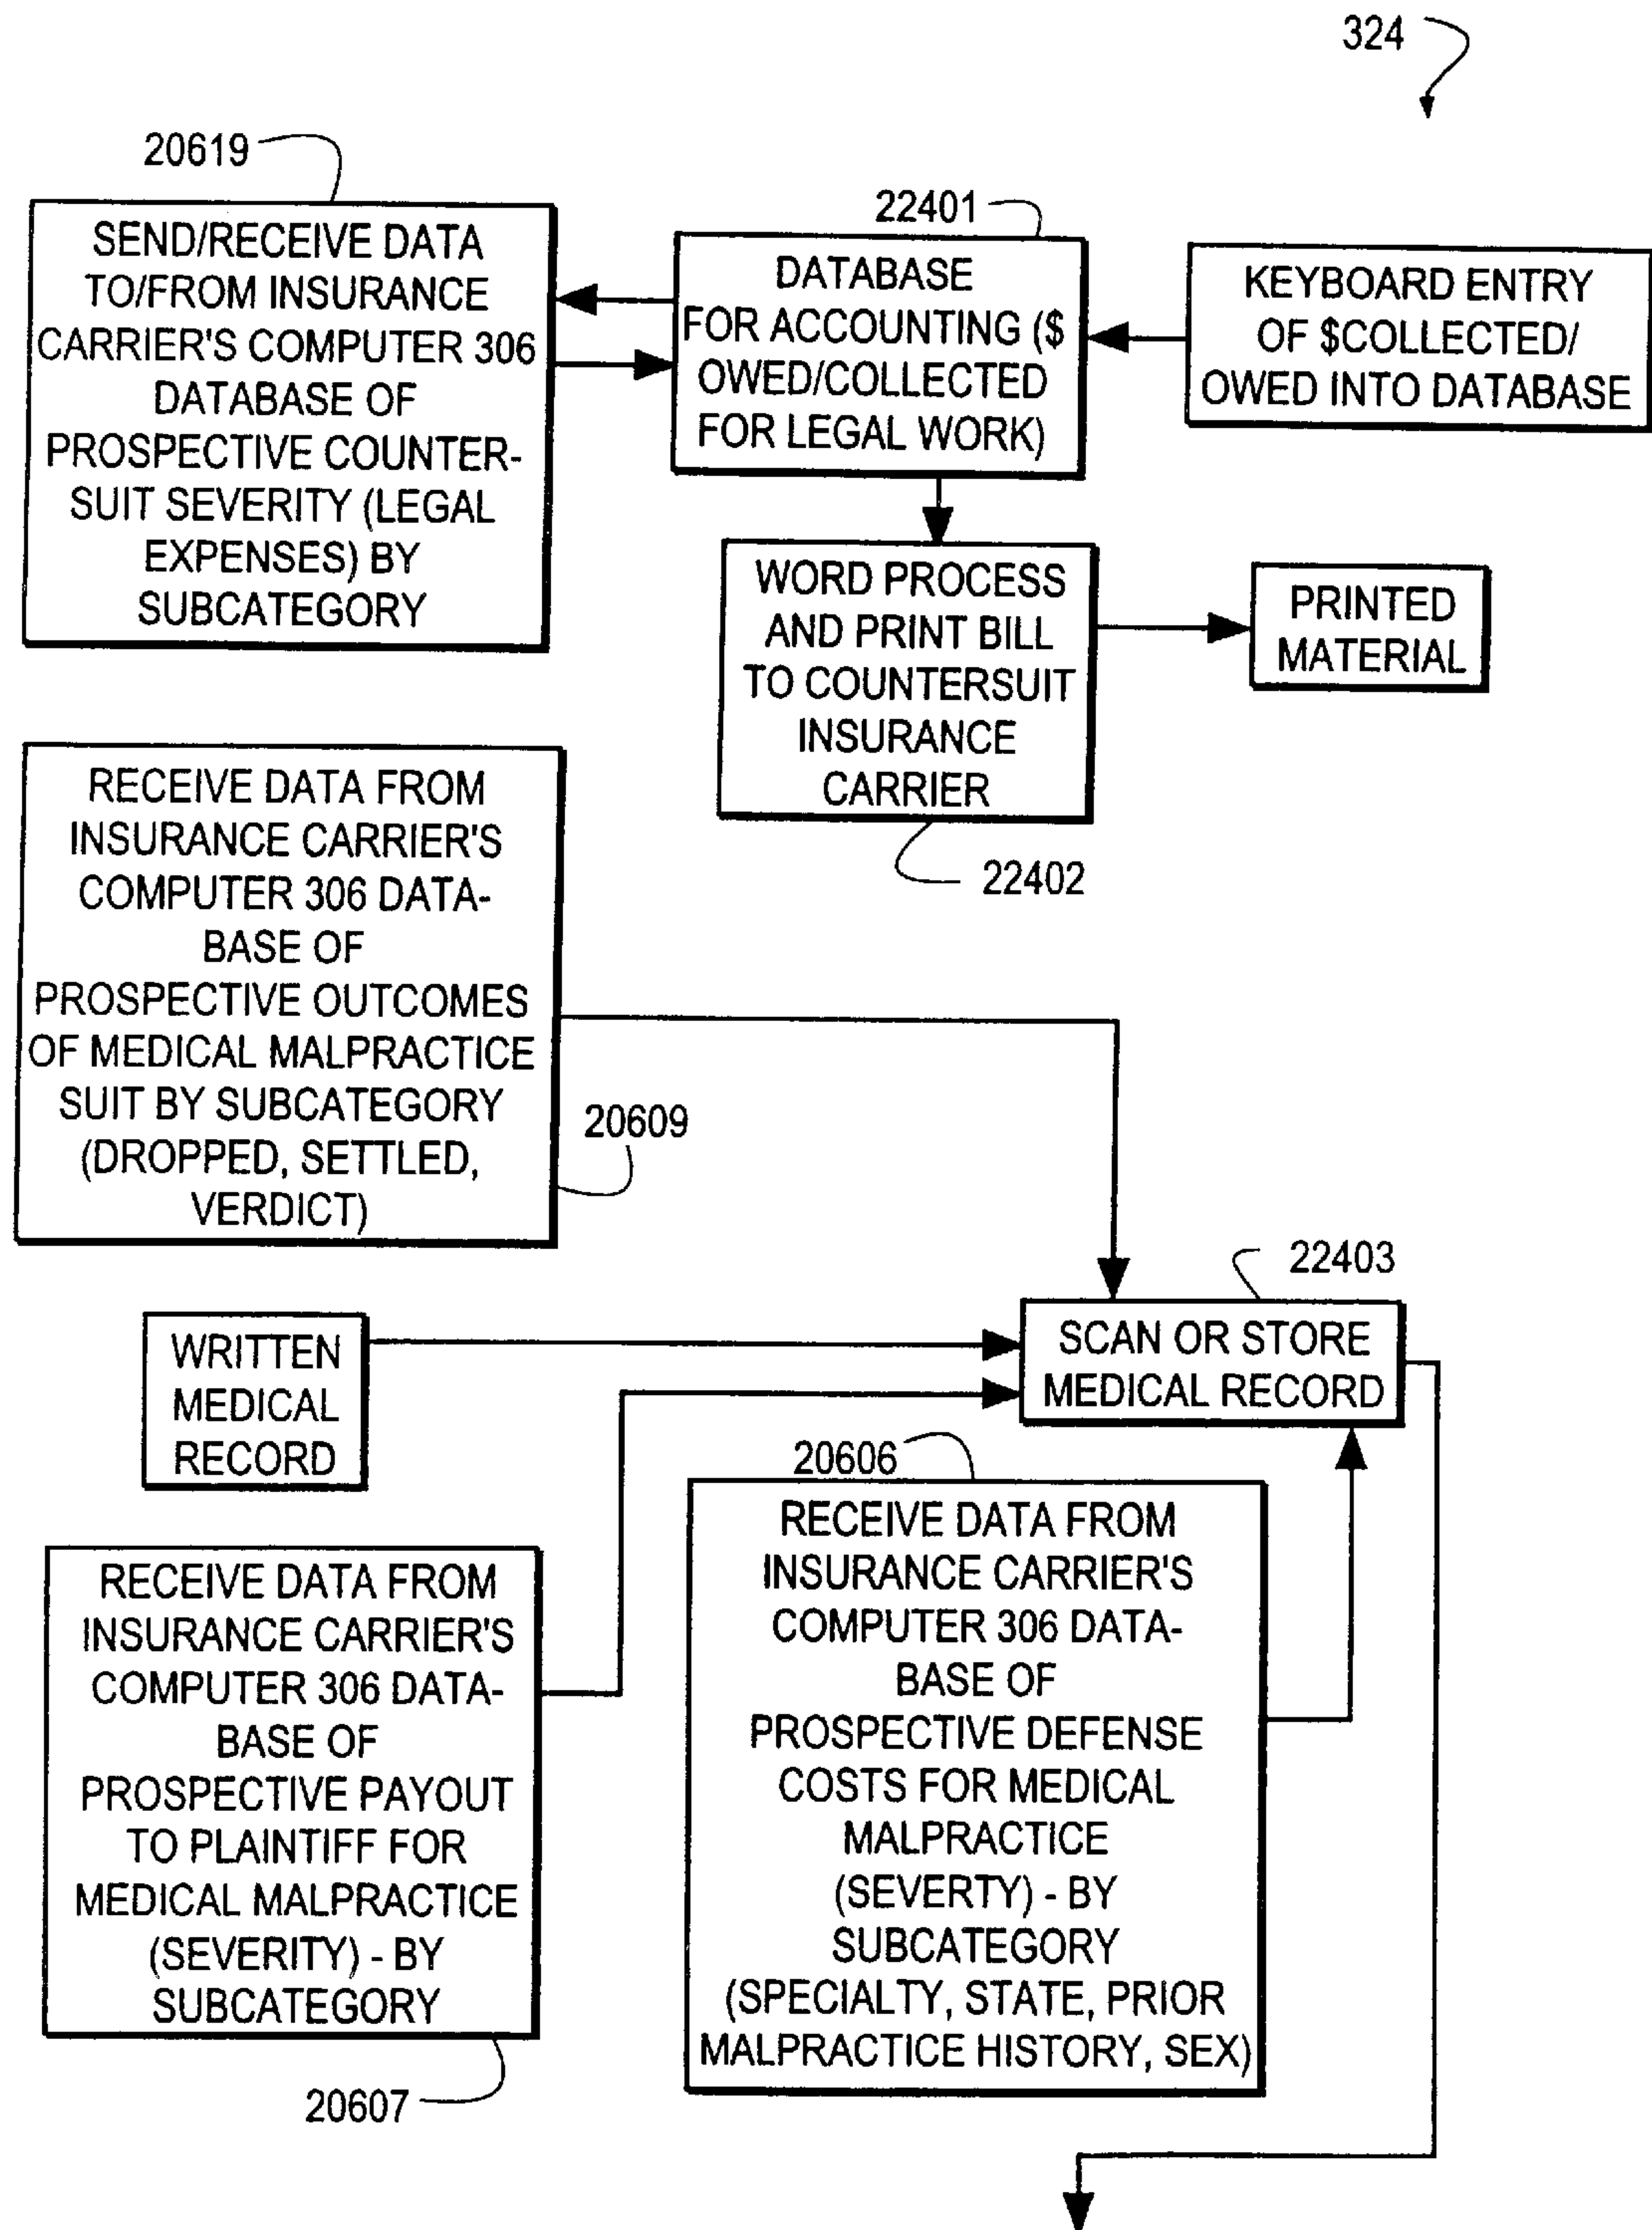 324
20619
SEND/RECEIVE DATA
TO/FROM INSURANCE
CARRIER'S COMPUTER 306
DATABASE OF
PROSPECTIVE COUNTER-
SUIT SEVERITY (LEGAL
EXPENSES) BY
SUBCATEGORY
22401
DATABASE
FOR ACCOUNTING ($
OWED/COLLECTED
FOR LEGAL WORK)
KEYBOARD ENTRY
OF $COLLECTED/
OWED INTO DATABASE
WORD PROCESS
AND PRINT BILL
TO COUNTERSUIT
INSURANCE
CARRIER
22402
PRINTED
MATERIAL
RECEIVE DATA FROM
INSURANCE CARRIER'S
COMPUTER 306 DATA-
BASE OF
PROSPECTIVE OUTCOMES
OF MEDICAL MALPRACTICE
SUIT BY SUBCATEGORY
(DROPPED, SETTLED,
VERDICT)
20609
22403
SCAN OR STORE
MEDICAL RECORD
WRITTEN
MEDICAL
RECORD
RECEIVE DATA FROM
INSURANCE CARRIER'S
COMPUTER 306 DATA-
BASE OF
PROSPECTIVE PAYOUT
TO PLAINTIFF FOR
MEDICAL MALPRACTICE
(SEVERITY) - BY
SUBCATEGORY
20607
20606
RECEIVE DATA FROM
INSURANCE CARRIER'S
COMPUTER 306 DATA-
BASE OF
PROSPECTIVE DEFENSE
COSTS FOR MEDICAL
MALPRACTICE
(SEVERTY) - BY
SUBCATEGORY
(SPECIALTY, STATE, PRIOR
MALPRACTICE HISTORY, SEX)